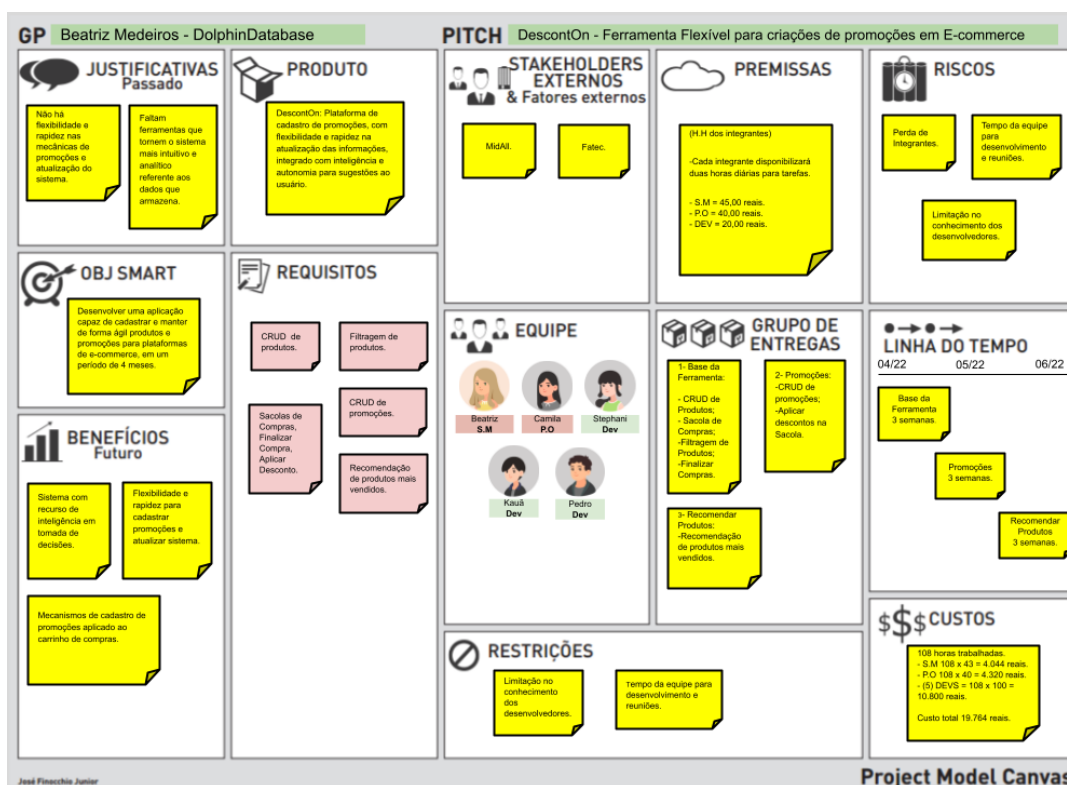 GP
Beatriz Medeiros - DolphinDatabase
PITCH
DescontOn - Ferramenta Flexível para criações de promoções em E-commerce
JUSTIFICATIVAS
Passado
Não há
flexibilidade e
rapidez nas
mecânicas de
promoções e
atualização do
sistema.
Faltam
ferramentas que
tornem o sistema
mais intuitivo e
analítico
referente aos
dados que
armazena.
PRODUTO
DescontOn: Plataforma de
cadastro de promoções, com
flexibilidade e rapidez na
atualização das informações,
integrado com inteligência e
autonomia para sugestões ao
usuário.
STAKEHOLDERS
EXTERNOS
& Fatores externos
MidAll.
Fatec.
PREMISSAS
(H.H dos integrantes)
-Cada integrante disponibilizará
duas horas diárias para tarefas.
- S.M = 45,00 reais.
- P.O = 40,00 reais.
- DEV = 20,00 reais.
RISCOS
Perda de
Integrantes.
Tempo da equipe
para
desenvolvimento
e reuniões.
Limitação no
conhecimento dos
desenvolvedores.
OBJ SMART
Desenvolver uma aplicação
capaz de cadastrar e manter
de forma ágil produtos e
promoções para plataformas
de e-commerce, em um
período de 4 meses.
REQUISITOS
CRUD de
produtos.
Filtragem de
produtos.
CRUD de
promoções.
Sacolas de
Compras,
Finalizar
Compra,
Aplicar
Desconto.
Recomendação
de produtos mais
vendidos.
EQUIPE
Beatriz
S.M
Camila
P.O
Stephani
Dev
Kauã
Dev
Pedro
Dev
GRUPO DE
ENTREGAS
1- Base da
Ferramenta:
- CRUD de
Produtos;
- Sacola de
Compras;
-Filtragem de
Produtos;
-Finalizar
Compras.
2- Promoções:
-CRUD de
promoções;
-Aplicar
descontos na
Sacola.
3- Recomendar
Produtos:
-Recomendação
de produtos mais
vendidos.
LINHA DO TEMPO
04/22
05/22
06/22
Base da
Ferramenta
3 semanas.
Promoções
3 semanas.
Recomendar
Produtos
3 semanas.
BENEFÍCIOS
Futuro
Sistema com
recurso de
inteligência em
tomada de
decisões.
Flexibilidade e
rapidez para
cadastrar
promoções e
atualizar sistema.
Mecanismos de cadastro de
promoções aplicado ao
carrinho de compras.
RESTRIÇÕES
Limitação no
conhecimento
dos
desenvolvedores.
Tempo da equipe para
desenvolvimento e
reuniões.
$$$ CUSTOS
108 horas trabalhadas.
- S.M 108 x 43 = 4.044 reais.
- P.O 108 x 40 = 4.320 reais.
- (5) DEVS = 108 x 100 =
10.800 reais.
Custo total 19.764 reais.
José Finocchio Junior
Project Model Canvas